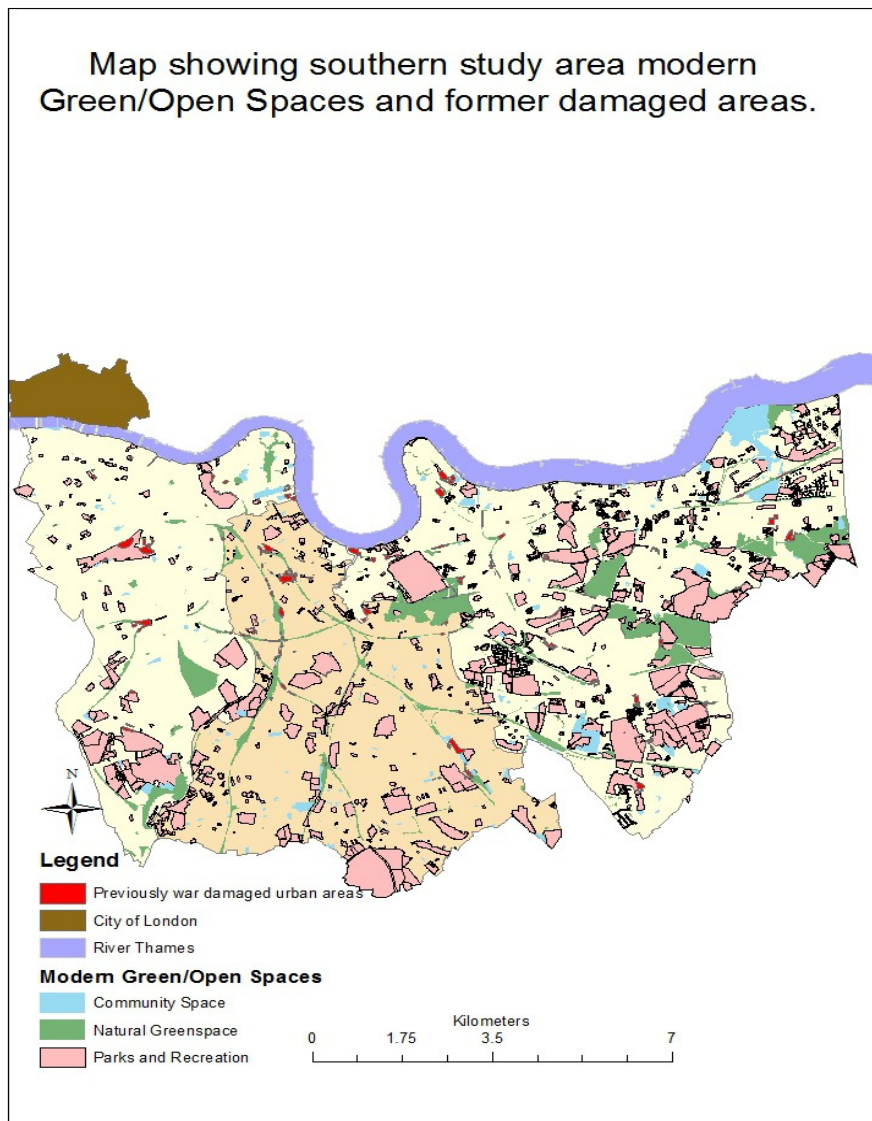 Map showing southern study area modern
Green/Open Spaces and former damaged areas.
N
Legend
Previously war damaged urban areas
City of London
River Thames
Modern Green/Open Spaces
Community Space
Natural Greenspace
Parks and Recreation
Kilometers
0 1.75 3.5 7